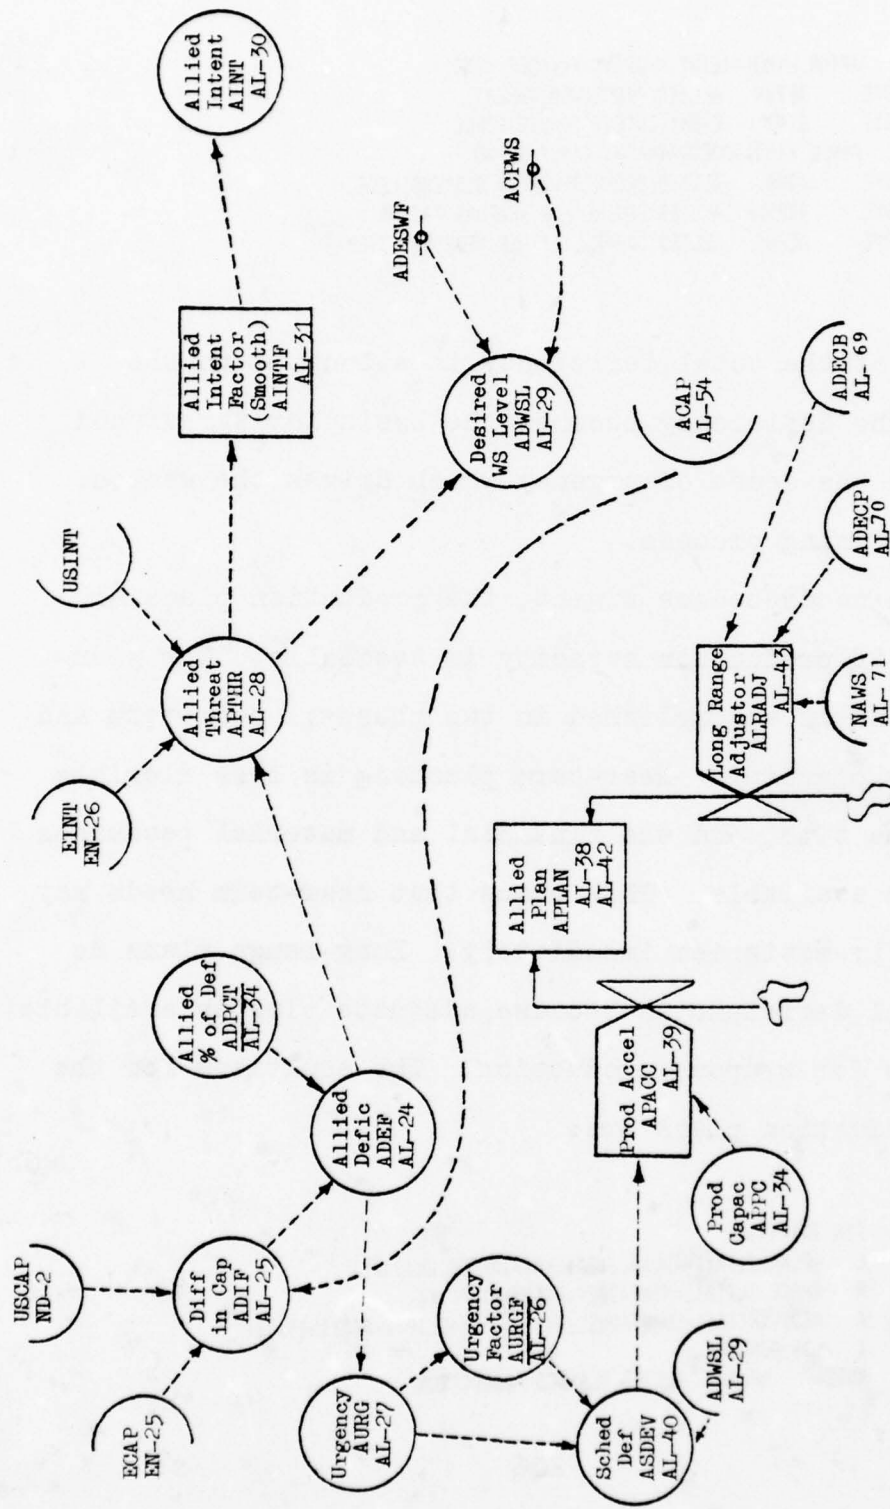 Allied
Intent
AINT
AL-30
Allied
Intent
Factor
(Smooth)
AINTF
AL-31
ADESWF
ACPWS
USINT
Allied
Threat
APTHR
AL-28
Desired
WS Level
ADWSL
AL-29
EINT
EN-26
ACAP
AL-54
Allied
% of Def
ADPCT
AL-34
Allied
Defic
ADEF
AL-24
USCAP
ND-2
Diff
in Cap
ADIF
AL-25
ECAP
EN-25
Urgency
AURG
AL-27
Urgency
Factor
AURGF
AL-26
Sched
Def
ASDEV
AL-40
ADWSL
AL-29
Prod
Capac
APPC
AL-34
Prod Accel
APACC
AL-39
Allied
Plan
APLAN
AL-38
AL-42
Long Range
Adjustor
ALRADJ
AL-43
ADECB
AL-69
ADECP
AL-70
NAWS
AL-71